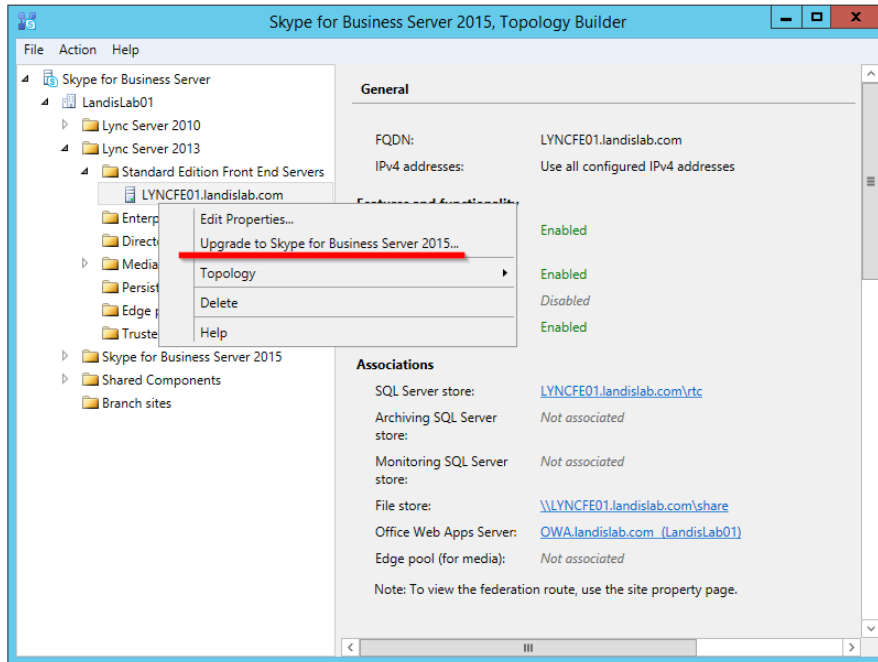 Skype for Business Server 2015, Topology Builder
File Action Help
Skype for Business Server
LandisLab01
Lync Server 2010
Lync Server 2013
Standard Edition Front End Servers
LYNCFE01.landislab.com
Enterp
Direct
Media
Persist
Edge p
Truste
Skype for Business Server 2015
Shared Components
Branch sites
Edit Properties...
Upgrade to Skype for Business Server 2015...
Topology
Delete
Help
General
FQDN: LYNCFE01.landislab.com
IPv4 addresses: Use all configured IPv4 addresses
Features and functionality
Enabled
Enabled
Disabled
Enabled
Associations
SQL Server store: LYNCFE01.landislab.com\rtc
Archiving SQL Server store: Not associated
Monitoring SQL Server store: Not associated
File store: \\LYNCFE01.landislab.com\share
Office Web Apps Server: OWA.landislab.com (LandisLab01)
Edge pool (for media): Not associated
Note: To view the federation route, use the site property page.